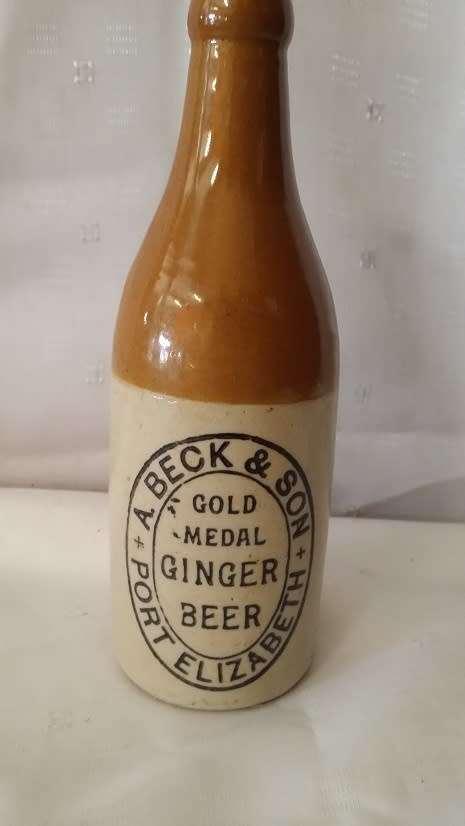 A. BECK & SON
GOLD
MEDAL
GINGER
BEER
+ PORT ELIZABETH +